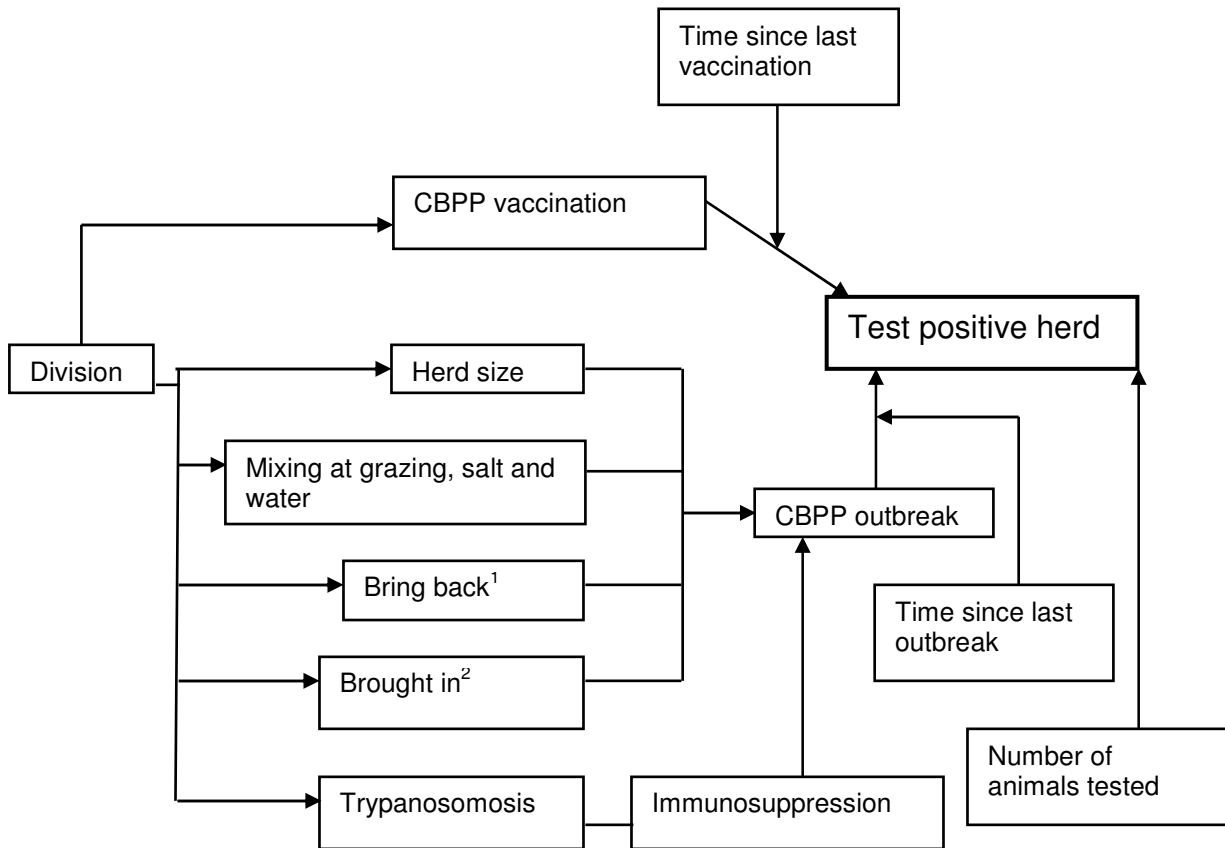 Time since last
vaccination
CBPP vaccination
Test positive herd
Division
Herd size
Mixing at grazing, salt and
water
CBPP outbreak
Bring back¹
Time since last
outbreak
Brought in²
Number of
animals tested
Trypanosomosis
Immunosuppression